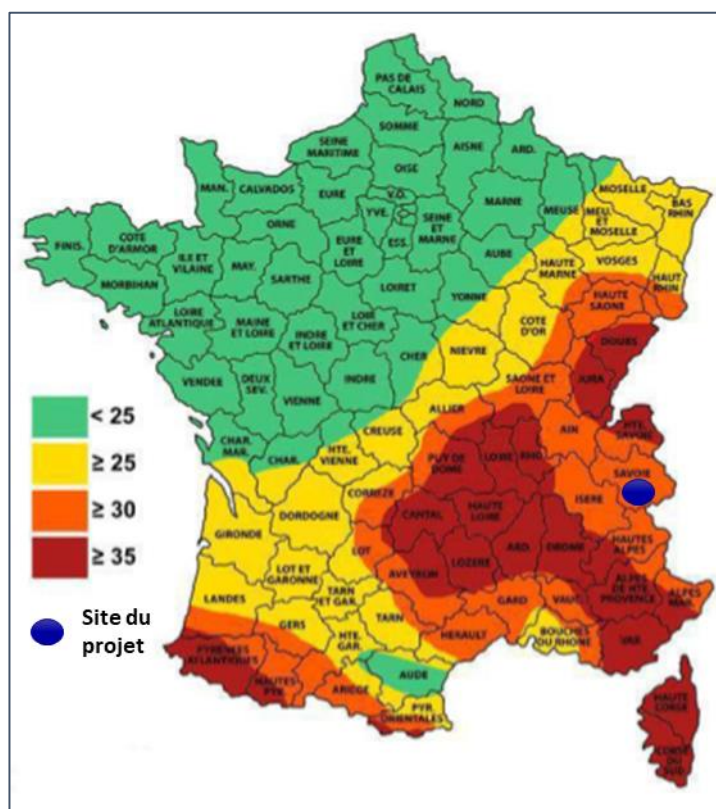 PAS DE
CALAIS
NORD
SOMME
SEINE
MARITIME
AISNE
ARD.
OISE
MAN.
CALVADOS
EURE
V.O.
YVE.
ESS.
SEINE
ET
MARNE
MARNE
MEUSE
MOSELLE
MEU.
ET
MOSELLE
BAS
RHIN
FINIS.
COTE
D'ARMOR
ILE ET
VILAINE
MAY.
ORNE
EURE
ET
LOIRE
AUBE
HAUTE
MARNE
VOSGES
HAUT
RHIN
MORBIHAN
SARTHE
LOIRET
YONNE
HAUTE
SAONE
LOIRE
ATLANTIQUE
MAINE
ET LOIRE
INDRE
ET LOIRE
LOIR
ET CHER
CHER
NIEVRE
COTE
D'OR
DOUBS
JURA
VENDEE
DEUX
SEV.
VIENNE
INDRE
ALLIER
SAONE ET
LOIRE
CHAR.
MAR.
CHAR.
HTE.
VIENNE
CREUSE
PUY DE
DOME
LOIRE
RHO.
AIN
HTE.
SAVOIE
SAVOIE
ISERE
CORREZE
DORDOGNE
GIRONDE
CANTAL
HAUTE
LOIRE
ARD.
DROME
HAUTES
ALPES
LOT
LOT ET
GARONNE
AVEYRON
LOZERE
LANDES
TARN
ET GAR.
TARN
GARD
VAUC.
ALPES
DE HTE
PROVENCE
ALPES
MAR.
GERS
HTE.
GAR.
HERAULT
BOUCHES
DU RHONE
VAR
PYRENEES
ATLANTIQUES
HAUTES
PYR.
ARIEGE
AUDE
PYR
ORIENTALES
HAUTE
CORSE
CORSE
DU
SUD
< 25
≥ 25
≥ 30
≥ 35
Site du
projet